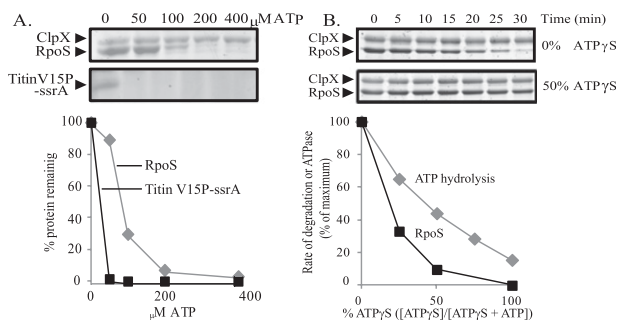 A.
0 50 100 200 400 μM ATP
ClpX
RpoS
TitinV15P
-ssrA
% protein remainig
100
80
60
40
20
0
RpoS
Titin V15P-ssrA
0 200 400
μM ATP
B.
0 5 10 15 20 25 30 Time (min)
ClpX
RpoS
0% ATPγS
ClpX
RpoS
50% ATPγS
Rate of degradation or ATPase
(% of maximum)
100
80
60
40
20
0
ATP hydrolysis
RpoS
0 50 100
% ATPγS ([ATPγS]/[ATPγS + ATP])